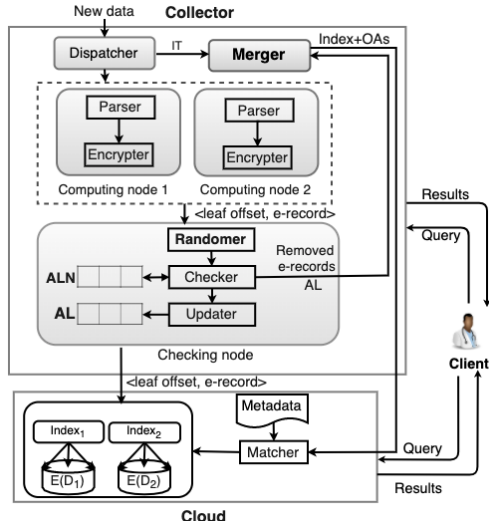 New data
Collector
Dispatcher
IT
Merger
Index+OAs
Parser
Encrypter
Computing node 1
Parser
Encrypter
Computing node 2
<leaf offset, e-record>
Results
Query
Randomer
Removed
e-records
AL
ALN
Checker
AL
Updater
Checking node
Client
<leaf offset, e-record>
Metadata
Index1
Index2
Matcher
Query
E(D1)
E(D2)
Results
Cloud